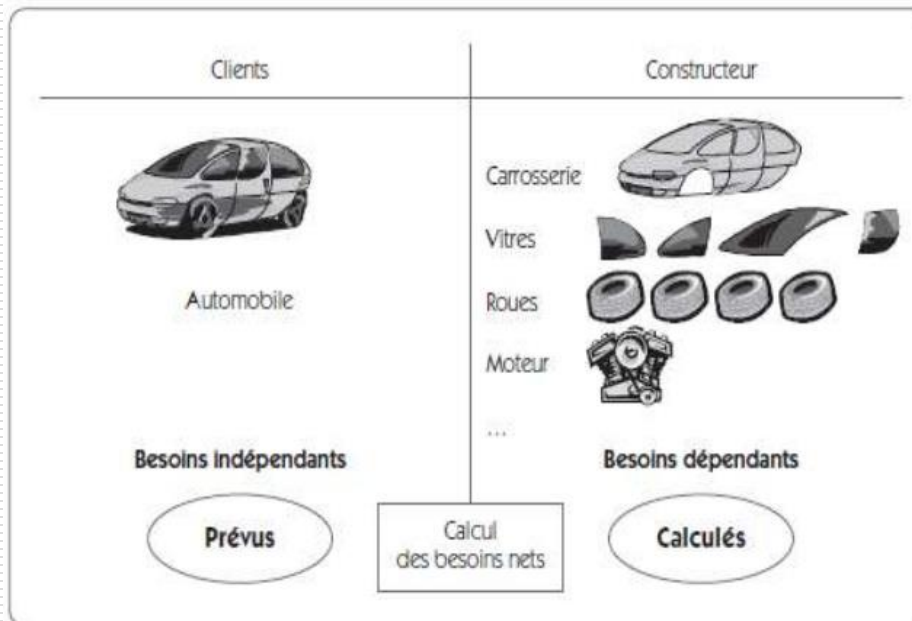 Clients
Constructeur
Carrosserie
Vitres
Automobile
Roues
Moteur
...
Besoins indépendants
Besoins dépendants
Prévus
Calcul
des besoins nets
Calculés